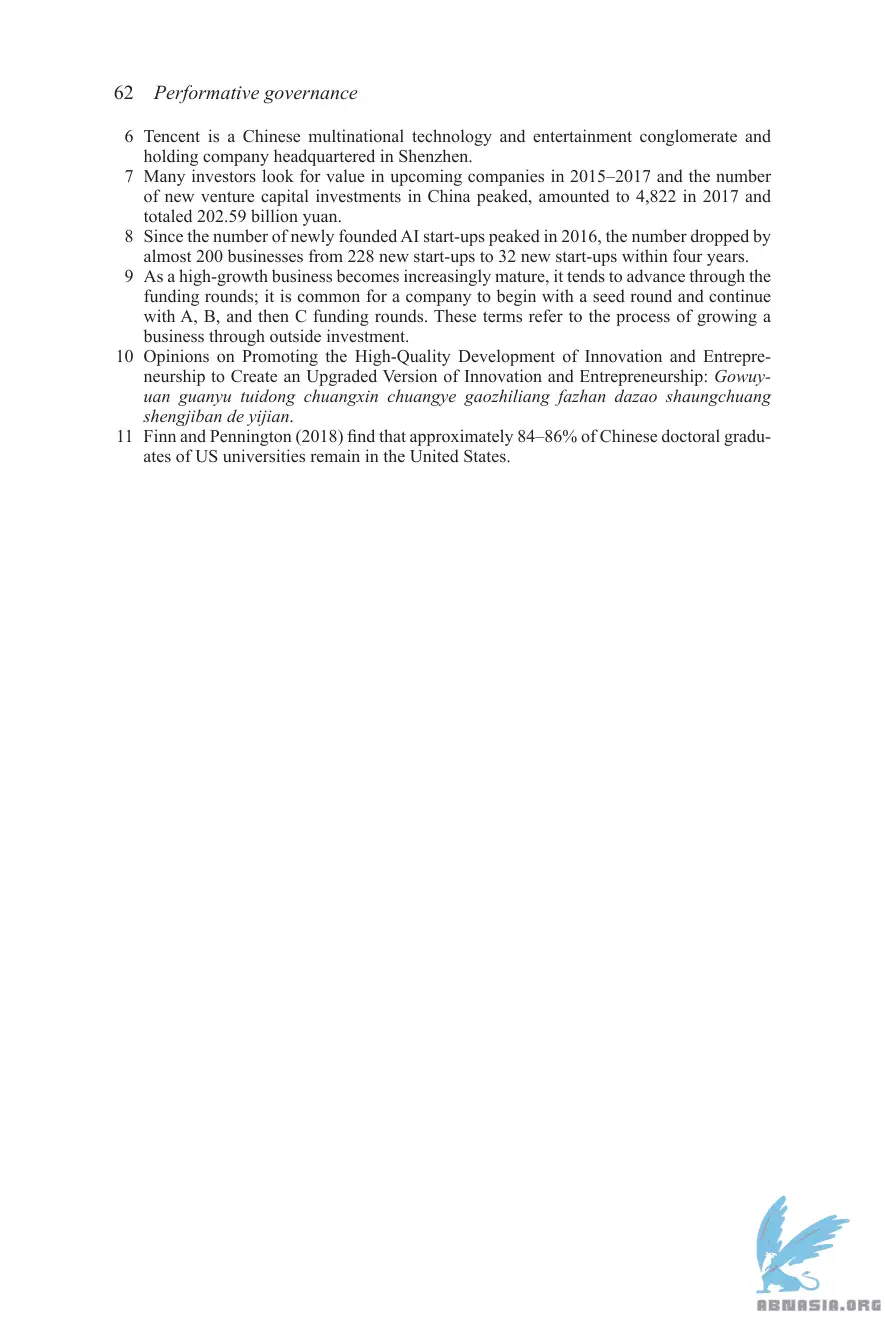 62 Performative governance
6 Tencent is a Chinese multinational technology and entertainment conglomerate and
holding company headquartered in Shenzhen.
7 Many investors look for value in upcoming companies in 2015–2017 and the number
of new venture capital investments in China peaked, amounted to 4,822 in 2017 and
totaled 202.59 billion yuan.
8 Since the number of newly founded AI start-ups peaked in 2016, the number dropped by
almost 200 businesses from 228 new start-ups to 32 new start-ups within four years.
9 As a high-growth business becomes increasingly mature, it tends to advance through the
funding rounds; it is common for a company to begin with a seed round and continue
with A, B, and then C funding rounds. These terms refer to the process of growing a
business through outside investment.
10 Opinions on Promoting the High-Quality Development of Innovation and Entrepre-
neurship to Create an Upgraded Version of Innovation and Entrepreneurship: Gowuy-
uan guanyu tuidong chuangxin chuangye gaozhiliang fazhan dazao shaungchuang
shengjiban de yijian.
11 Finn and Pennington (2018) find that approximately 84–86% of Chinese doctoral gradu-
ates of US universities remain in the United States.
ABNASIA.ORG